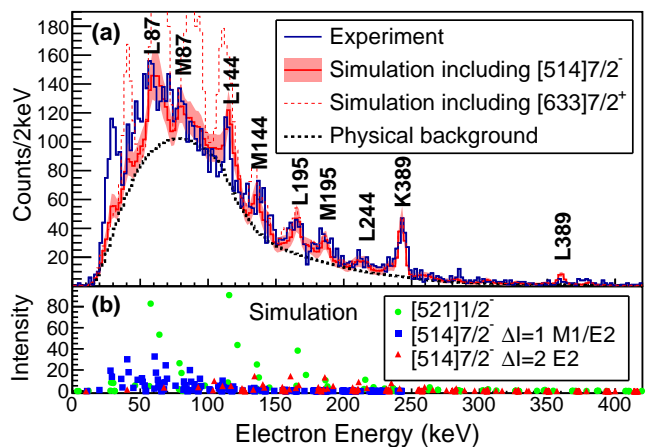 (a)
L87
M87
L144
M144
L195
M195
L244
K389
L389
Experiment
Simulation including [514]7/2⁻
Simulation including [633]7/2⁺
Physical background
Counts/2keV
180
160
140
120
100
80
60
40
20
(b)
Simulation
[521]1/2⁻
[514]7/2⁻ ΔI=1 M1/E2
[514]7/2⁻ ΔI=2 E2
Intensity
80
60
40
20
0
0 50 100 150 200 250 300 350 400
Electron Energy (keV)